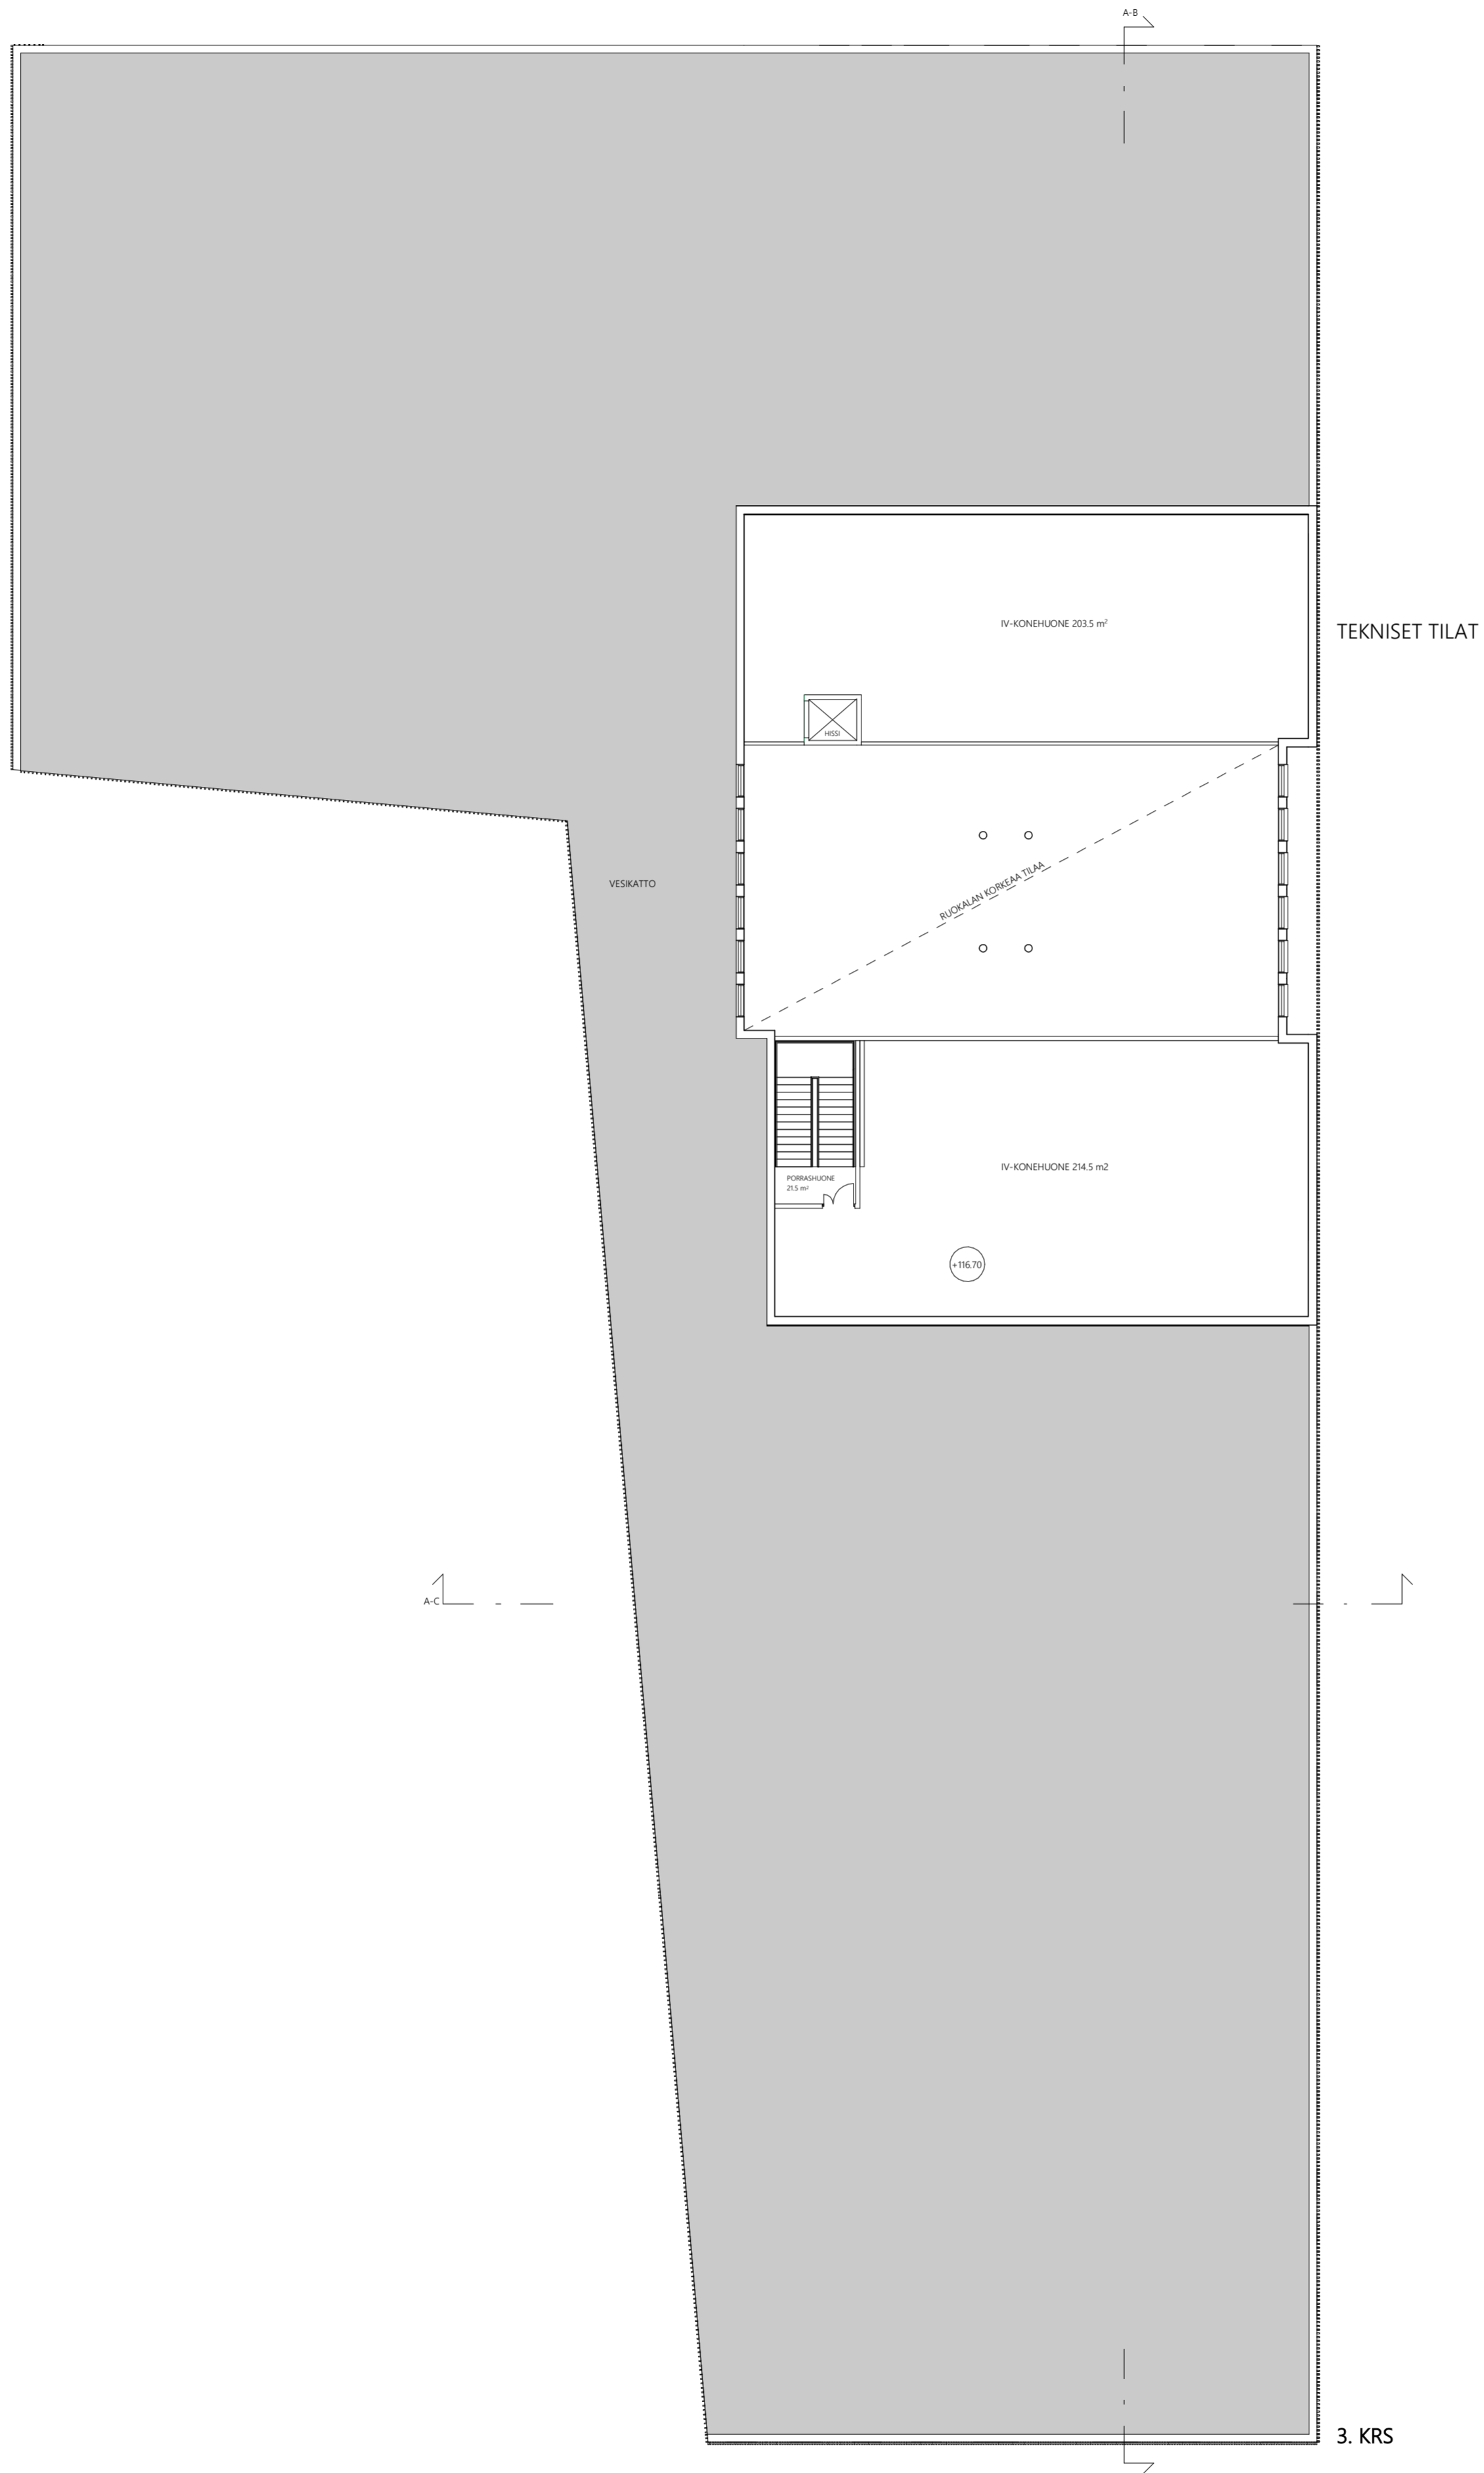 A-B
IV-KONEHUONE 203.5 m²
TEKNISET TILAT
HISSI
RUOKALAN KORKEAA TILAA
VESIKATTO
IV-KONEHUONE 214.5 m2
PORRASHUONE
21.5 m²
+116.70
A-C
3. KRS